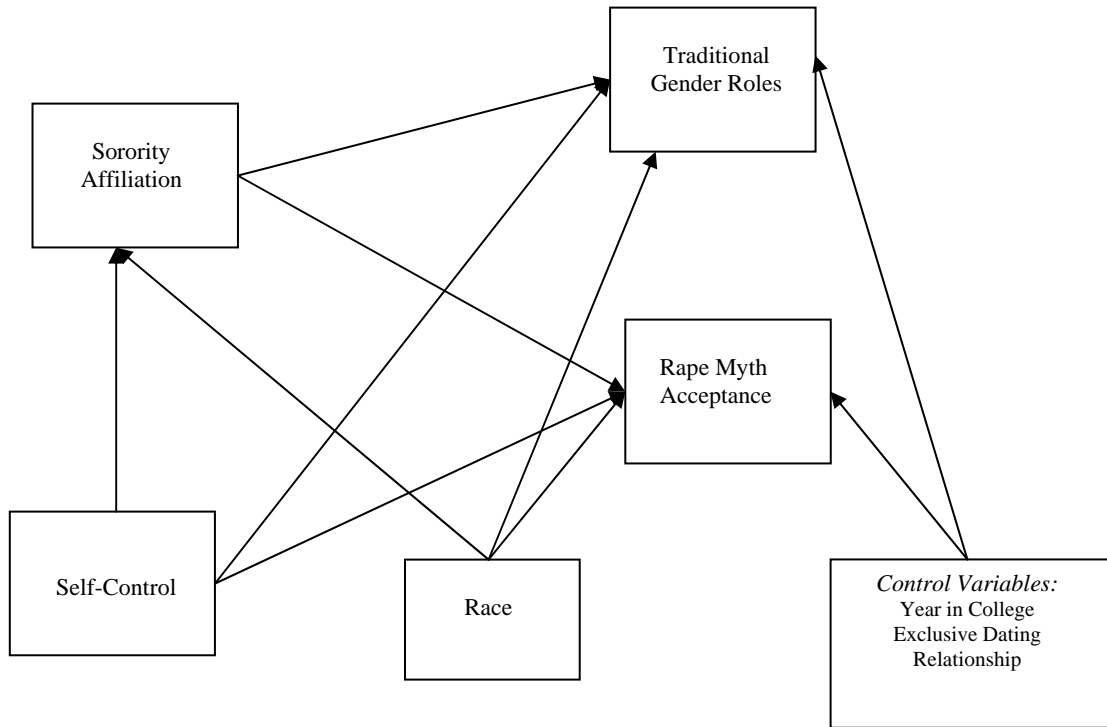 Traditional
Gender Roles
Sorority
Affiliation
Rape Myth
Acceptance
Self-Control
Race
Control Variables:
Year in College
Exclusive Dating
Relationship